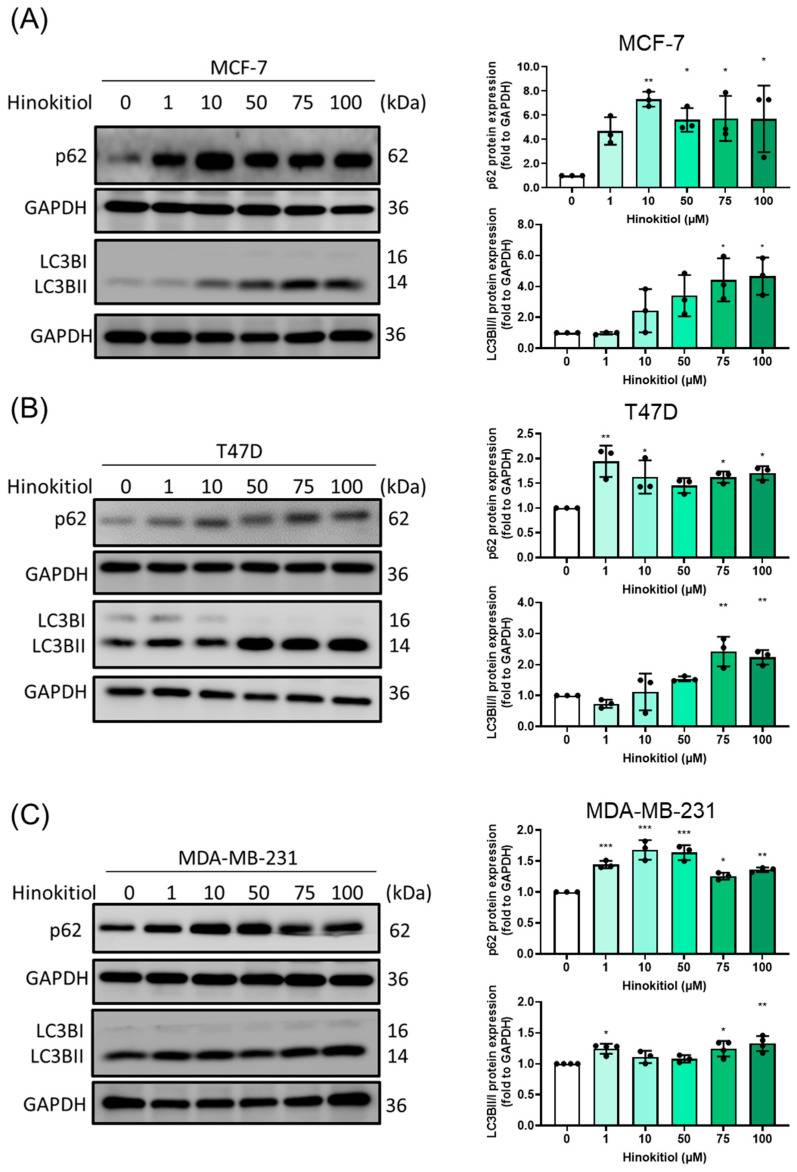 (A)
MCF-7
Hinokitiol 0 1 10 50 75 100 (kDa)
p62 62
GAPDH 36
LC3BI 16
LC3BII 14
GAPDH 36
MCF-7
p62 protein expression
(fold to GAPDH)
10.0
8.0
6.0
4.0
2.0
0.0
** * * *
0 1 10 50 75 100
Hinokitiol (μM)
LC3BII/I protein expression
(fold to GAPDH)
8.0
6.0
4.0
2.0
0.0
* *
0 1 10 50 75 100
Hinokitiol (μM)
(B)
T47D
Hinokitiol 0 1 10 50 75 100 (kDa)
p62 62
GAPDH 36
LC3BI 16
LC3BII 14
GAPDH 36
T47D
p62 protein expression
(fold to GAPDH)
2.5
2.0
1.5
1.0
0.5
0.0
** * * *
0 1 10 50 75 100
Hinokitiol (μM)
LC3BII/I protein expression
(fold to GAPDH)
4.0
3.0
2.0
1.0
0.0
** **
0 1 10 50 75 100
Hinokitiol (μM)
(C)
MDA-MB-231
Hinokitiol 0 1 10 50 75 100 (kDa)
p62 62
GAPDH 36
LC3BI 16
LC3BII 14
GAPDH 36
MDA-MB-231
p62 protein expression
(fold to GAPDH)
2.0
1.5
1.0
0.5
0.0
*** *** *** * **
0 1 10 50 75 100
Hinokitiol (μM)
LC3BII/I protein expression
(fold to GAPDH)
2.0
1.5
1.0
0.5
0.0
* * **
0 1 10 50 75 100
Hinokitiol (μM)